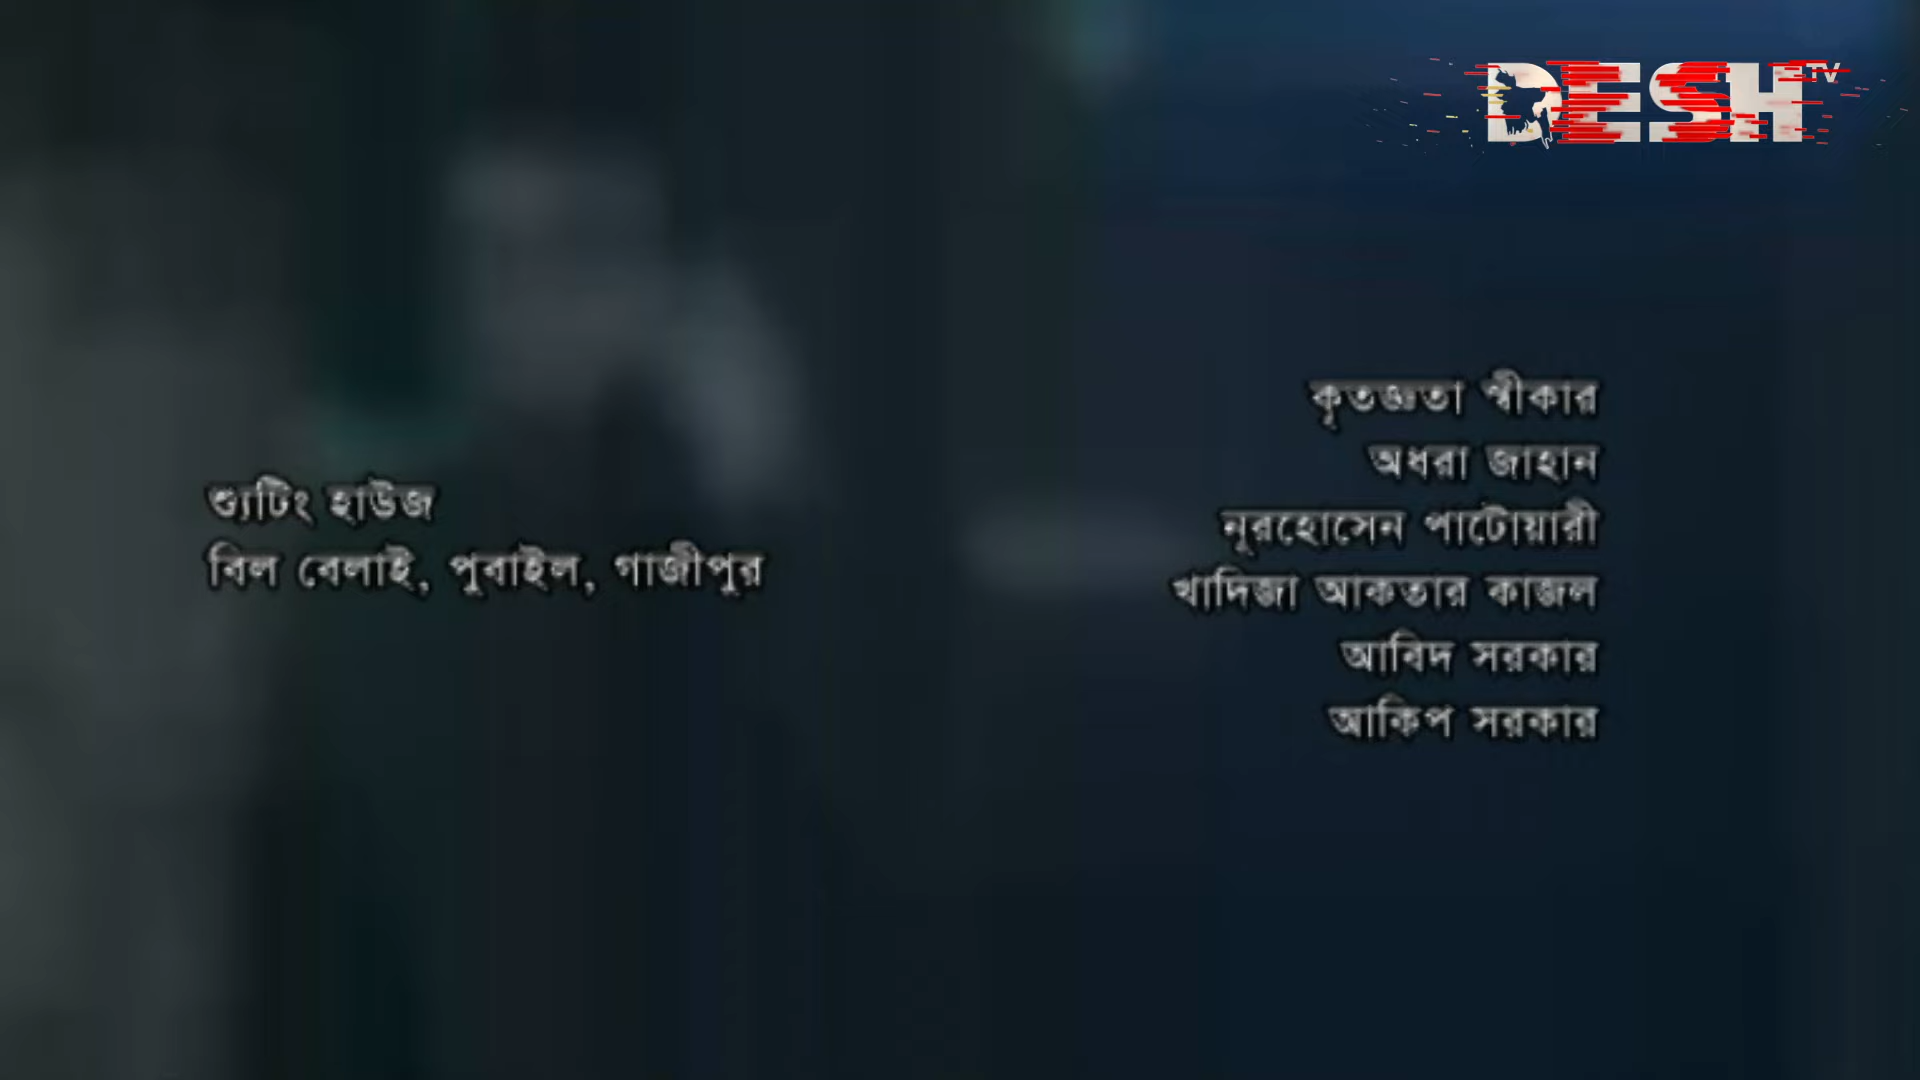 DESH TV
শ্যুটিং হাউজ
বিল বেলাই, পুবাইল, গাজীপুর
কৃতজ্ঞতা স্বীকার
অধরা জাহান
নূরহোসেন পাটোয়ারী
খাদিজা আকতার কাজল
আবিদ সরকার
আকিপ সরকার